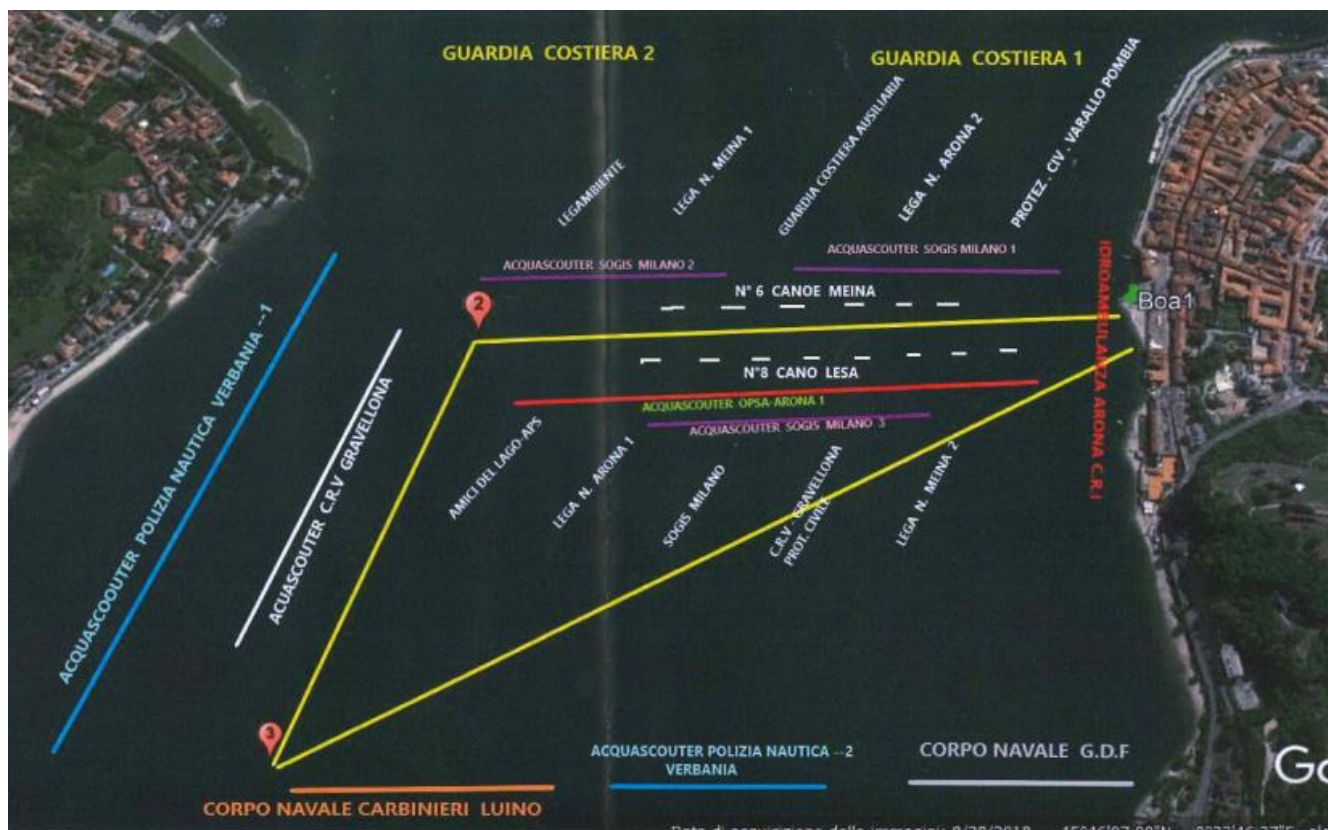 GUARDIA COSTIERA 2
GUARDIA COSTIERA 1
LEGAMBIENTE
LEGA N. MEINA 1
GUARDIA COSTIERA AUSILIARIA
LEGA N. ARONA 2
PROTEZ. CIV. VARALLO POMBIA
ACQUASCOUTER SOGIS MILANO 2
ACQUASCOUTER SOGIS MILANO 1
IDROAMBULANZA ARONA C.R.I
N° 6 CANOE MEINA
Boa1
2
N°8 CANO LESA
ACQUASCOUTER OPSA-ARONA 1
ACQUASCOUTER SOGIS MILANO 3
ACQUASCOOUTER POLIZIA NAUTICA VERBANIA --1
ACUASCOUTER C.R.V GRAVELLONA
AMICI DEL LAGO-APS
LEGA N. ARONA 1
SOGIS MILANO
C.R.V - GRAVELLONA
PROT. CIVILE
LEGA N. MEINA 2
3
ACQUASCOUTER POLIZIA NAUTICA --2
VERBANIA
CORPO NAVALE G.D.F
Go
CORPO NAVALE CARBINIERI LUINO